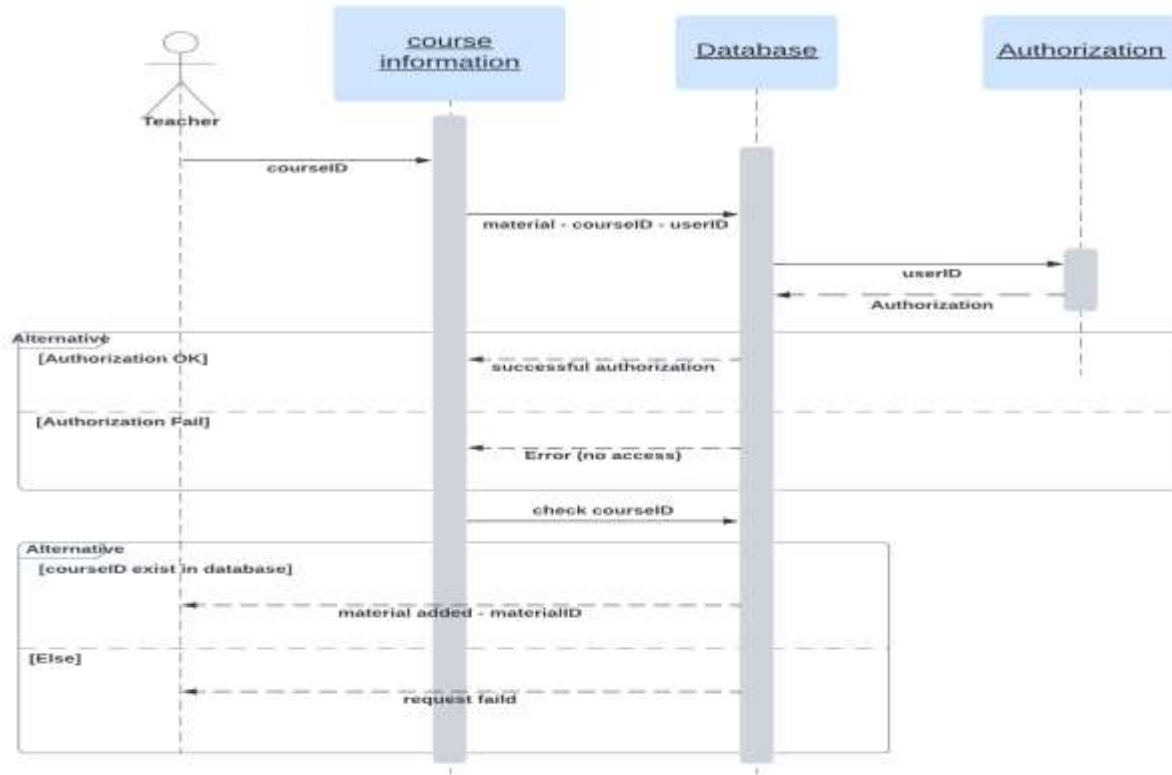 course
information
Database
Authorization
Teacher
courseID
material - courseID - userID
userID
Authorization
Alternative
[Authorization OK]
successful authorization
[Authorization Fail]
Error (no access)
check courseID
Alternative
[courseID exist in database]
material added - materialID
[Else]
request faild